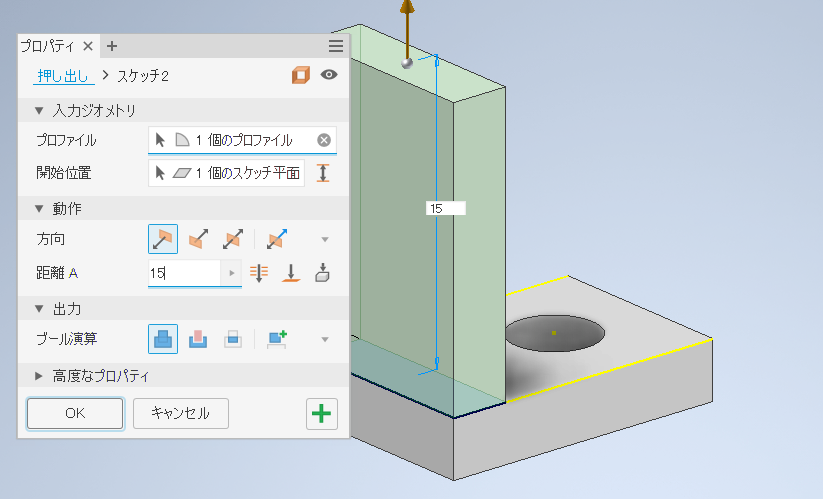 プロパティ × +
押し出し > スケッチ2
入力ジオメトリ
プロファイル 1 個のプロファイル
開始位置 1 個のスケッチ平面
動作
方向
距離 A 15
出力
ブール演算
高度なプロパティ
OK キャンセル
15